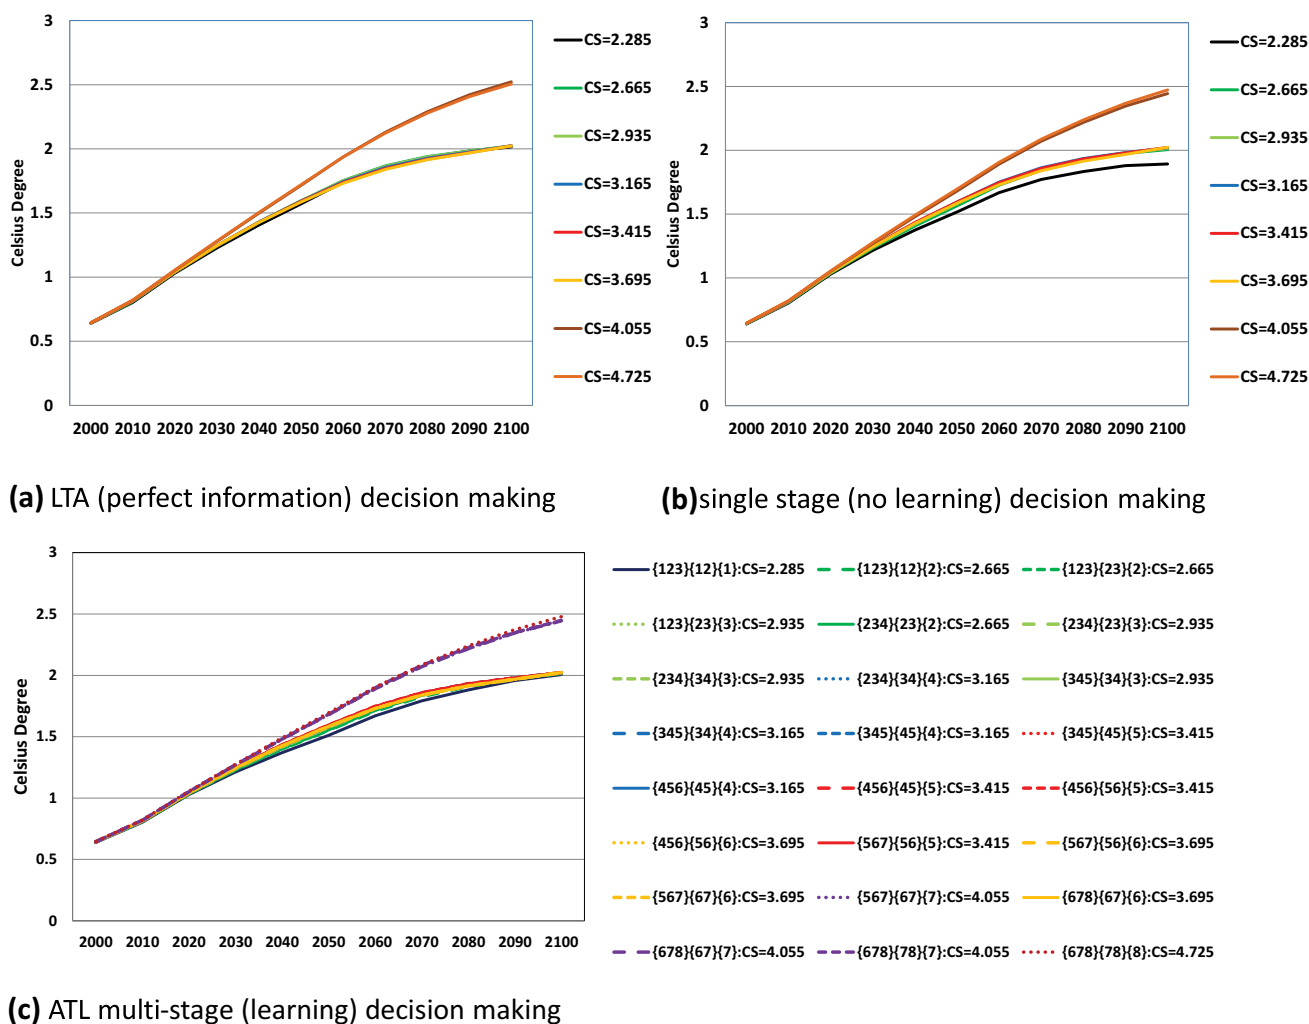 3
2.5
2
1.5
1
0.5
0
Celsius Degree
2000 2010 2020 2030 2040 2050 2060 2070 2080 2090 2100
CS=2.285
CS=2.665
CS=2.935
CS=3.165
CS=3.415
CS=3.695
CS=4.055
CS=4.725
(a) LTA (perfect information) decision making
3
2.5
2
1.5
1
0.5
0
Celsius Degree
2000 2010 2020 2030 2040 2050 2060 2070 2080 2090 2100
CS=2.285
CS=2.665
CS=2.935
CS=3.165
CS=3.415
CS=3.695
CS=4.055
CS=4.725
(b)single stage (no learning) decision making
3
2.5
2
1.5
1
0.5
0
Celsius Degree
2000 2010 2020 2030 2040 2050 2060 2070 2080 2090 2100
{123}{12}{1}:CS=2.285 {123}{12}{2}:CS=2.665 {123}{23}{2}:CS=2.665
{123}{23}{3}:CS=2.935 {234}{23}{2}:CS=2.665 {234}{23}{3}:CS=2.935
{234}{34}{3}:CS=2.935 {234}{34}{4}:CS=3.165 {345}{34}{3}:CS=2.935
{345}{34}{4}:CS=3.165 {345}{45}{4}:CS=3.165 {345}{45}{5}:CS=3.415
{456}{45}{4}:CS=3.165 {456}{45}{5}:CS=3.415 {456}{56}{5}:CS=3.415
{456}{56}{6}:CS=3.695 {567}{56}{5}:CS=3.415 {567}{56}{6}:CS=3.695
{567}{67}{6}:CS=3.695 {567}{67}{7}:CS=4.055 {678}{67}{6}:CS=3.695
{678}{67}{7}:CS=4.055 {678}{78}{7}:CS=4.055 {678}{78}{8}:CS=4.725
(c) ATL multi-stage (learning) decision making